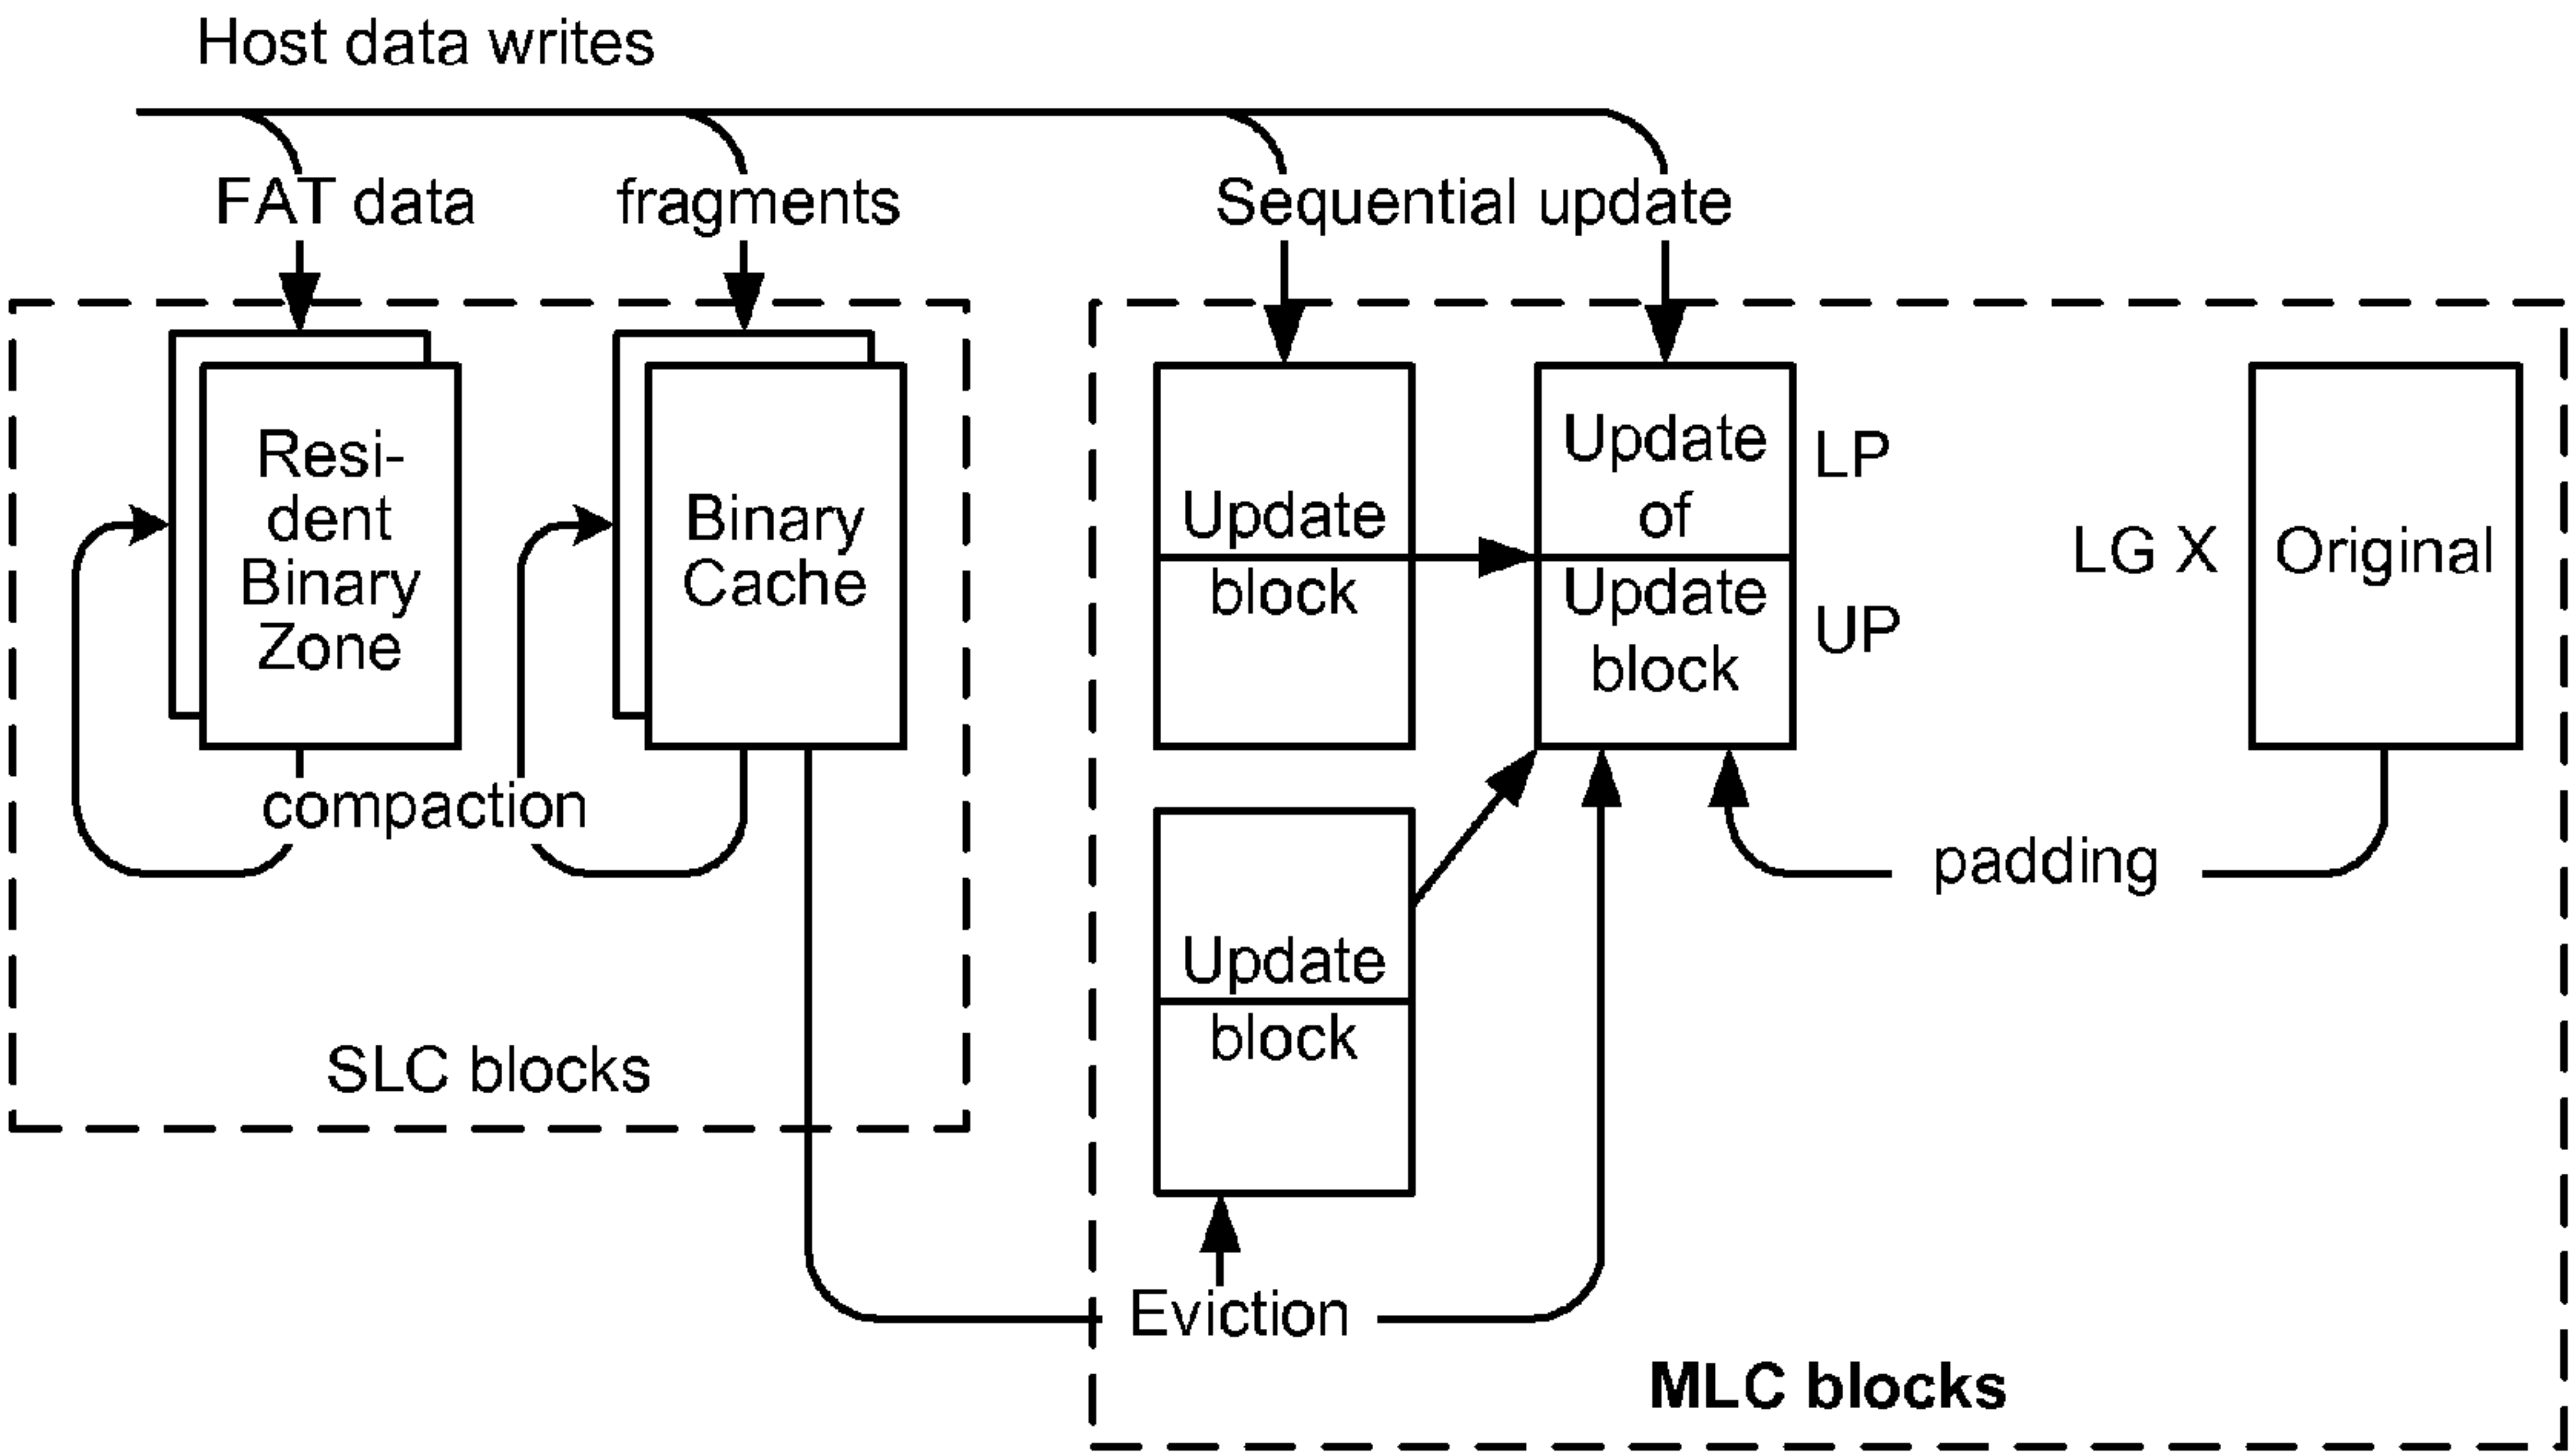 Host data writes
FAT data
fragments
Sequential update
Resi-
dent
Binary
Zone
Binary
Cache
compaction
SLC blocks
Update
block
Update
of
Update
block
LP
UP
LG X
Original
padding
Update
block
Eviction
MLC blocks